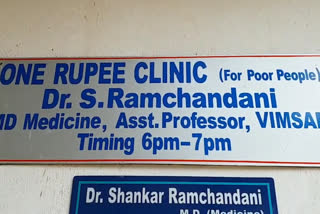 ONE RUPEE CLINIC (For Poor People)
Dr. S.Ramchandani
MD Medicine, Asst.Professor, VIMSAR
Timing 6pm-7pm
Dr. Shankar Ramchandani
M.D. (Medicine)